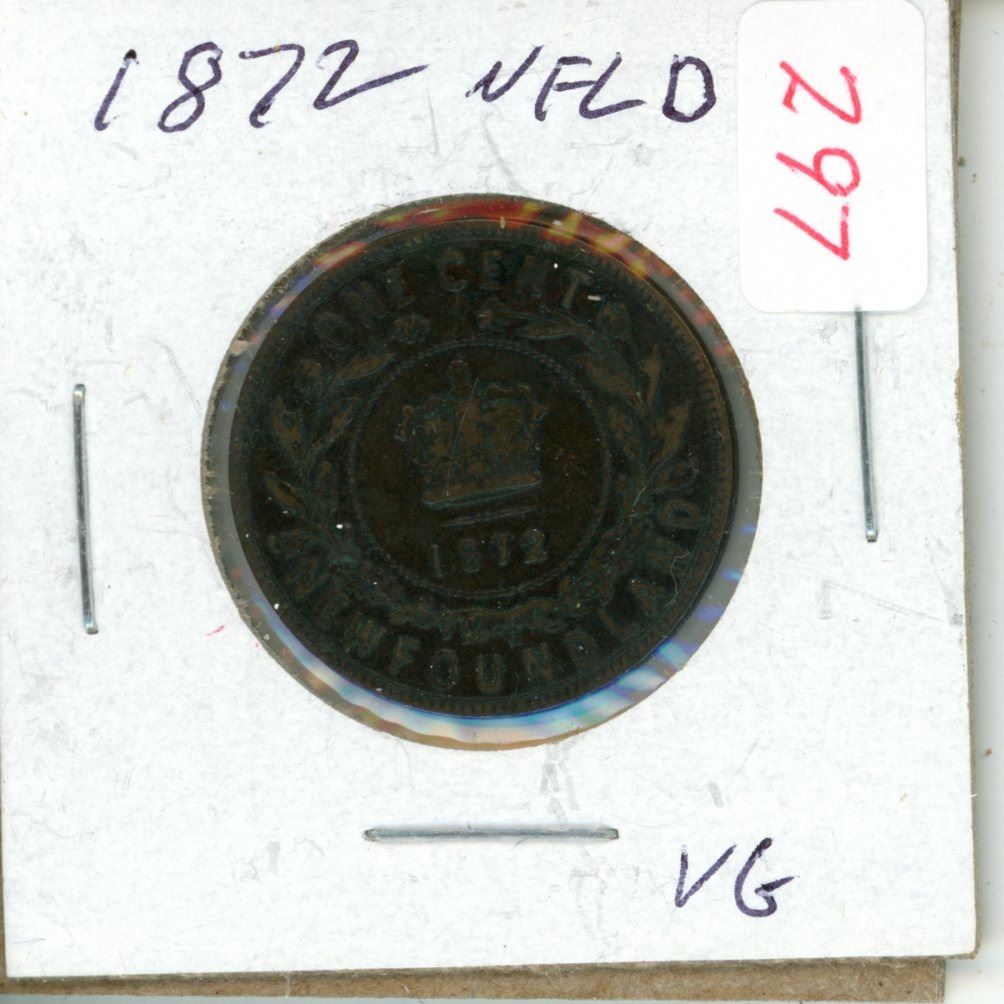 1872 NFLD
297
ONE CENT
1872
NEWFOUNDLAND
VG